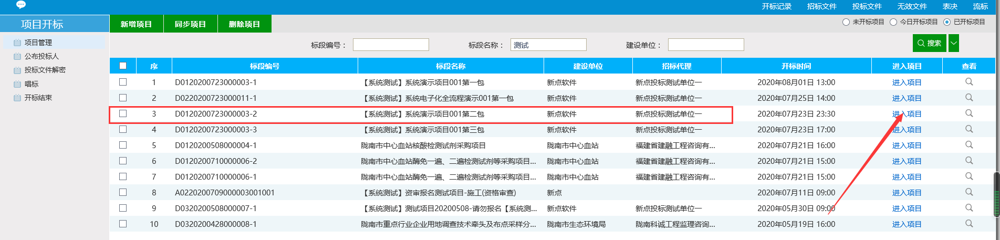 开标记录 招标文件 投标文件 无效文件 表决 流标
项目开标 新增项目 同步项目 删除项目 未开标项目 今日开标项目 已开标项目
项目管理
公布投标人
投标文件解密
唱标
开标结束
标段编号： 标段名称： 测试 建设单位： 搜索
序 标段编号 标段名称 建设单位 招标代理 开标时间 进入项目 查看
1 D0120200723000003-1 【系统测试】系统演示项目001第一包 新点软件 新点投标测试单位一 2020年08月01日 13:00 进入项目
2 D0220200723000011-1 【系统测试】系统电子化全流程演示001第一包 新点软件 新点投标测试单位一 2020年07月25日 14:00 进入项目
3 D0120200723000003-2 【系统测试】系统演示项目001第二包 新点软件 新点投标测试单位一 2020年07月23日 23:30 进入项目
4 D0120200723000003-3 【系统测试】系统演示项目001第三包 新点软件 新点投标测试单位一 2020年07月23日 17:00 进入项目
5 D0120200508000004-1 陇南市中心血站核酸检测试剂采购项目 陇南市中心血站 福建省建融工程咨询有... 2020年07月21日 16:00 进入项目
6 D0120200710000006-2 陇南市中心血站酶免一遍、二遍检测试剂等采购项目... 陇南市中心血站 福建省建融工程咨询有... 2020年07月21日 15:00 进入项目
7 D0120200710000006-1 陇南市中心血站酶免一遍、二遍检测试剂等采购项目... 陇南市中心血站 福建省建融工程咨询有... 2020年07月21日 15:00 进入项目
8 A0220200709000003001001 【系统测试】资审报名测试项目-施工(资格审查) 新点 2020年07月11日 09:00 进入项目
9 D0320200508000007-1 【系统测试】测试项目20200508-请勿报名【系统测... 新点软件 新点投标测试单位一 2020年05月30日 09:00 进入项目
10 D0320200428000008-1 陇南市重点行业企业用地调查技术牵头及布点采样分... 陇南市生态环境局 陇南科诚工程监理咨询... 2020年05月19日 16:00 进入项目